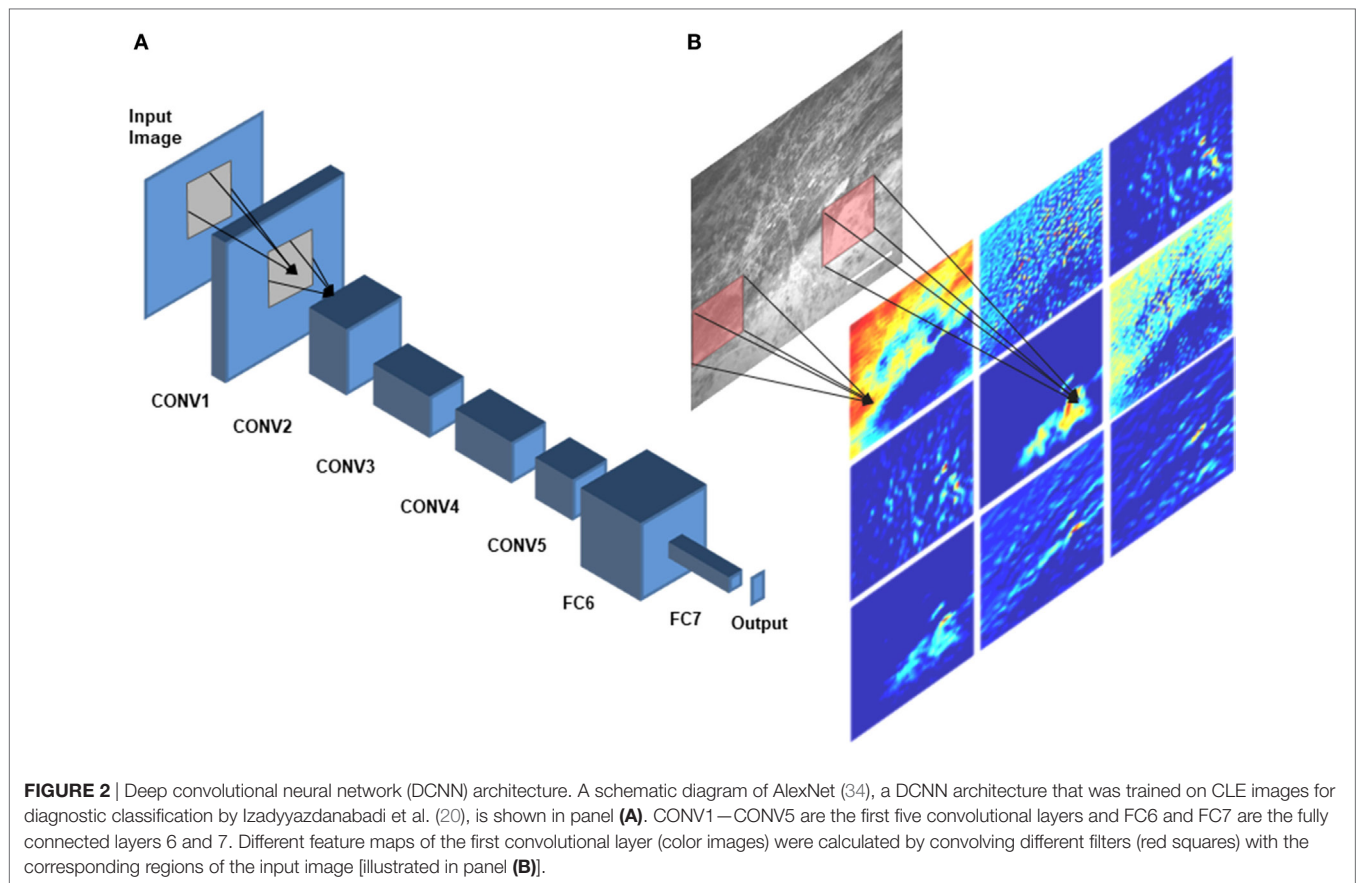 A
B
Input
Image
CONV1
CONV2
CONV3
CONV4
CONV5
FC6
FC7
Output
FIGURE 2 | Deep convolutional neural network (DCNN) architecture. A schematic diagram of AlexNet (34), a DCNN architecture that was trained on CLE images for
diagnostic classification by Izadyyazdanabadi et al. (20), is shown in panel (A). CONV1—CONV5 are the first five convolutional layers and FC6 and FC7 are the fully
connected layers 6 and 7. Different feature maps of the first convolutional layer (color images) were calculated by convolving different filters (red squares) with the
corresponding regions of the input image [illustrated in panel (B)].